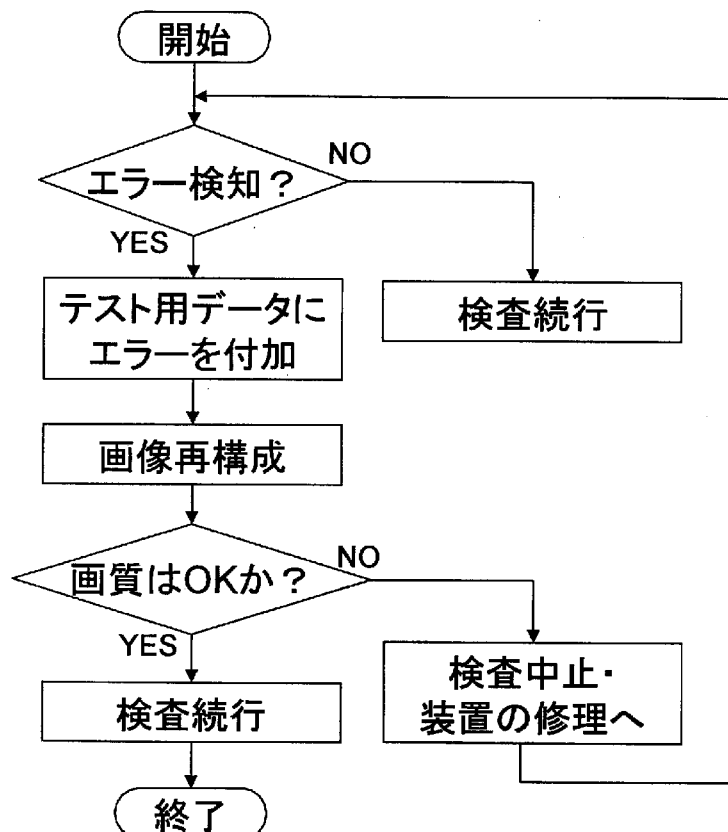 開始
エラー検知？
NO
YES
テスト用データに
エラーを付加
検査続行
画像再構成
画質はOKか？
NO
YES
検査続行
検査中止・
装置の修理へ
終了